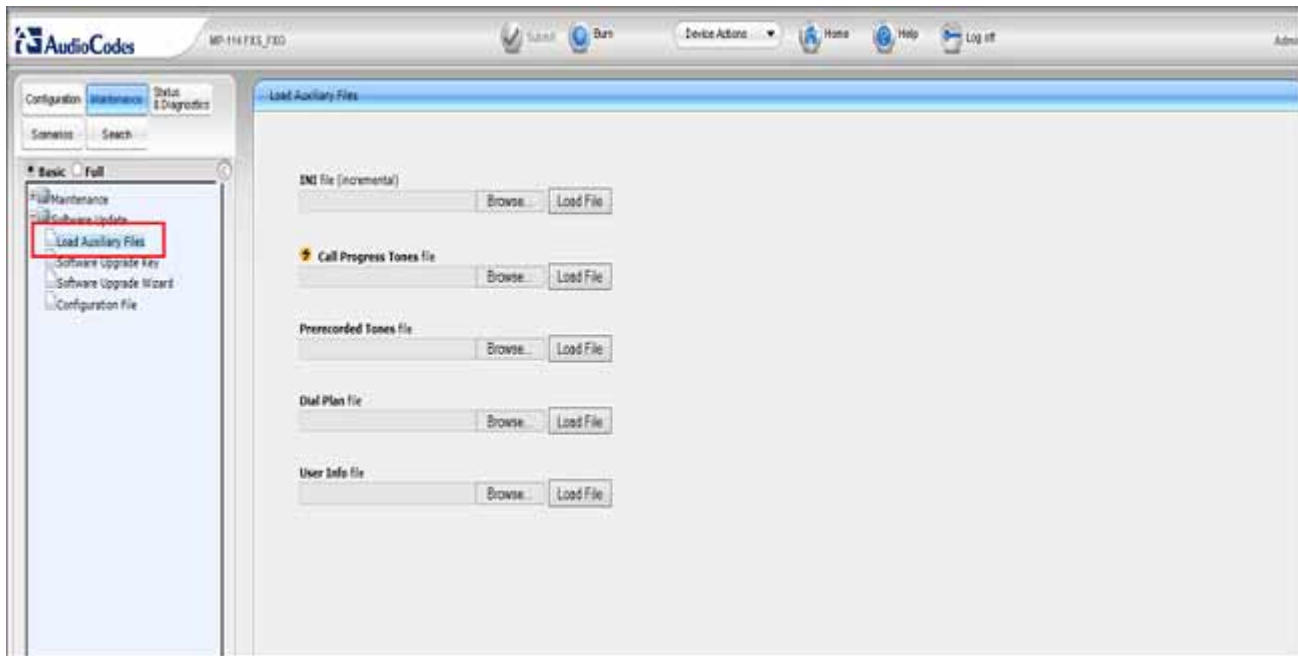 AudioCodes
MP-114 FXS_FXO
Submit
Burn
Device Actions
Home
Help
Log off
Configuration
Maintenance
Status
& Diagnostics
Scenarios
Search
Basic
Full
Maintenance
Software Update
Load Auxiliary Files
Software Upgrade Key
Software Upgrade Wizard
Configuration File
Load Auxiliary Files
INI file (incremental)
Browse...
Load File
Call Progress Tones file
Browse...
Load File
Prerecorded Tones file
Browse...
Load File
Dial Plan file
Browse...
Load File
User Info file
Browse...
Load File